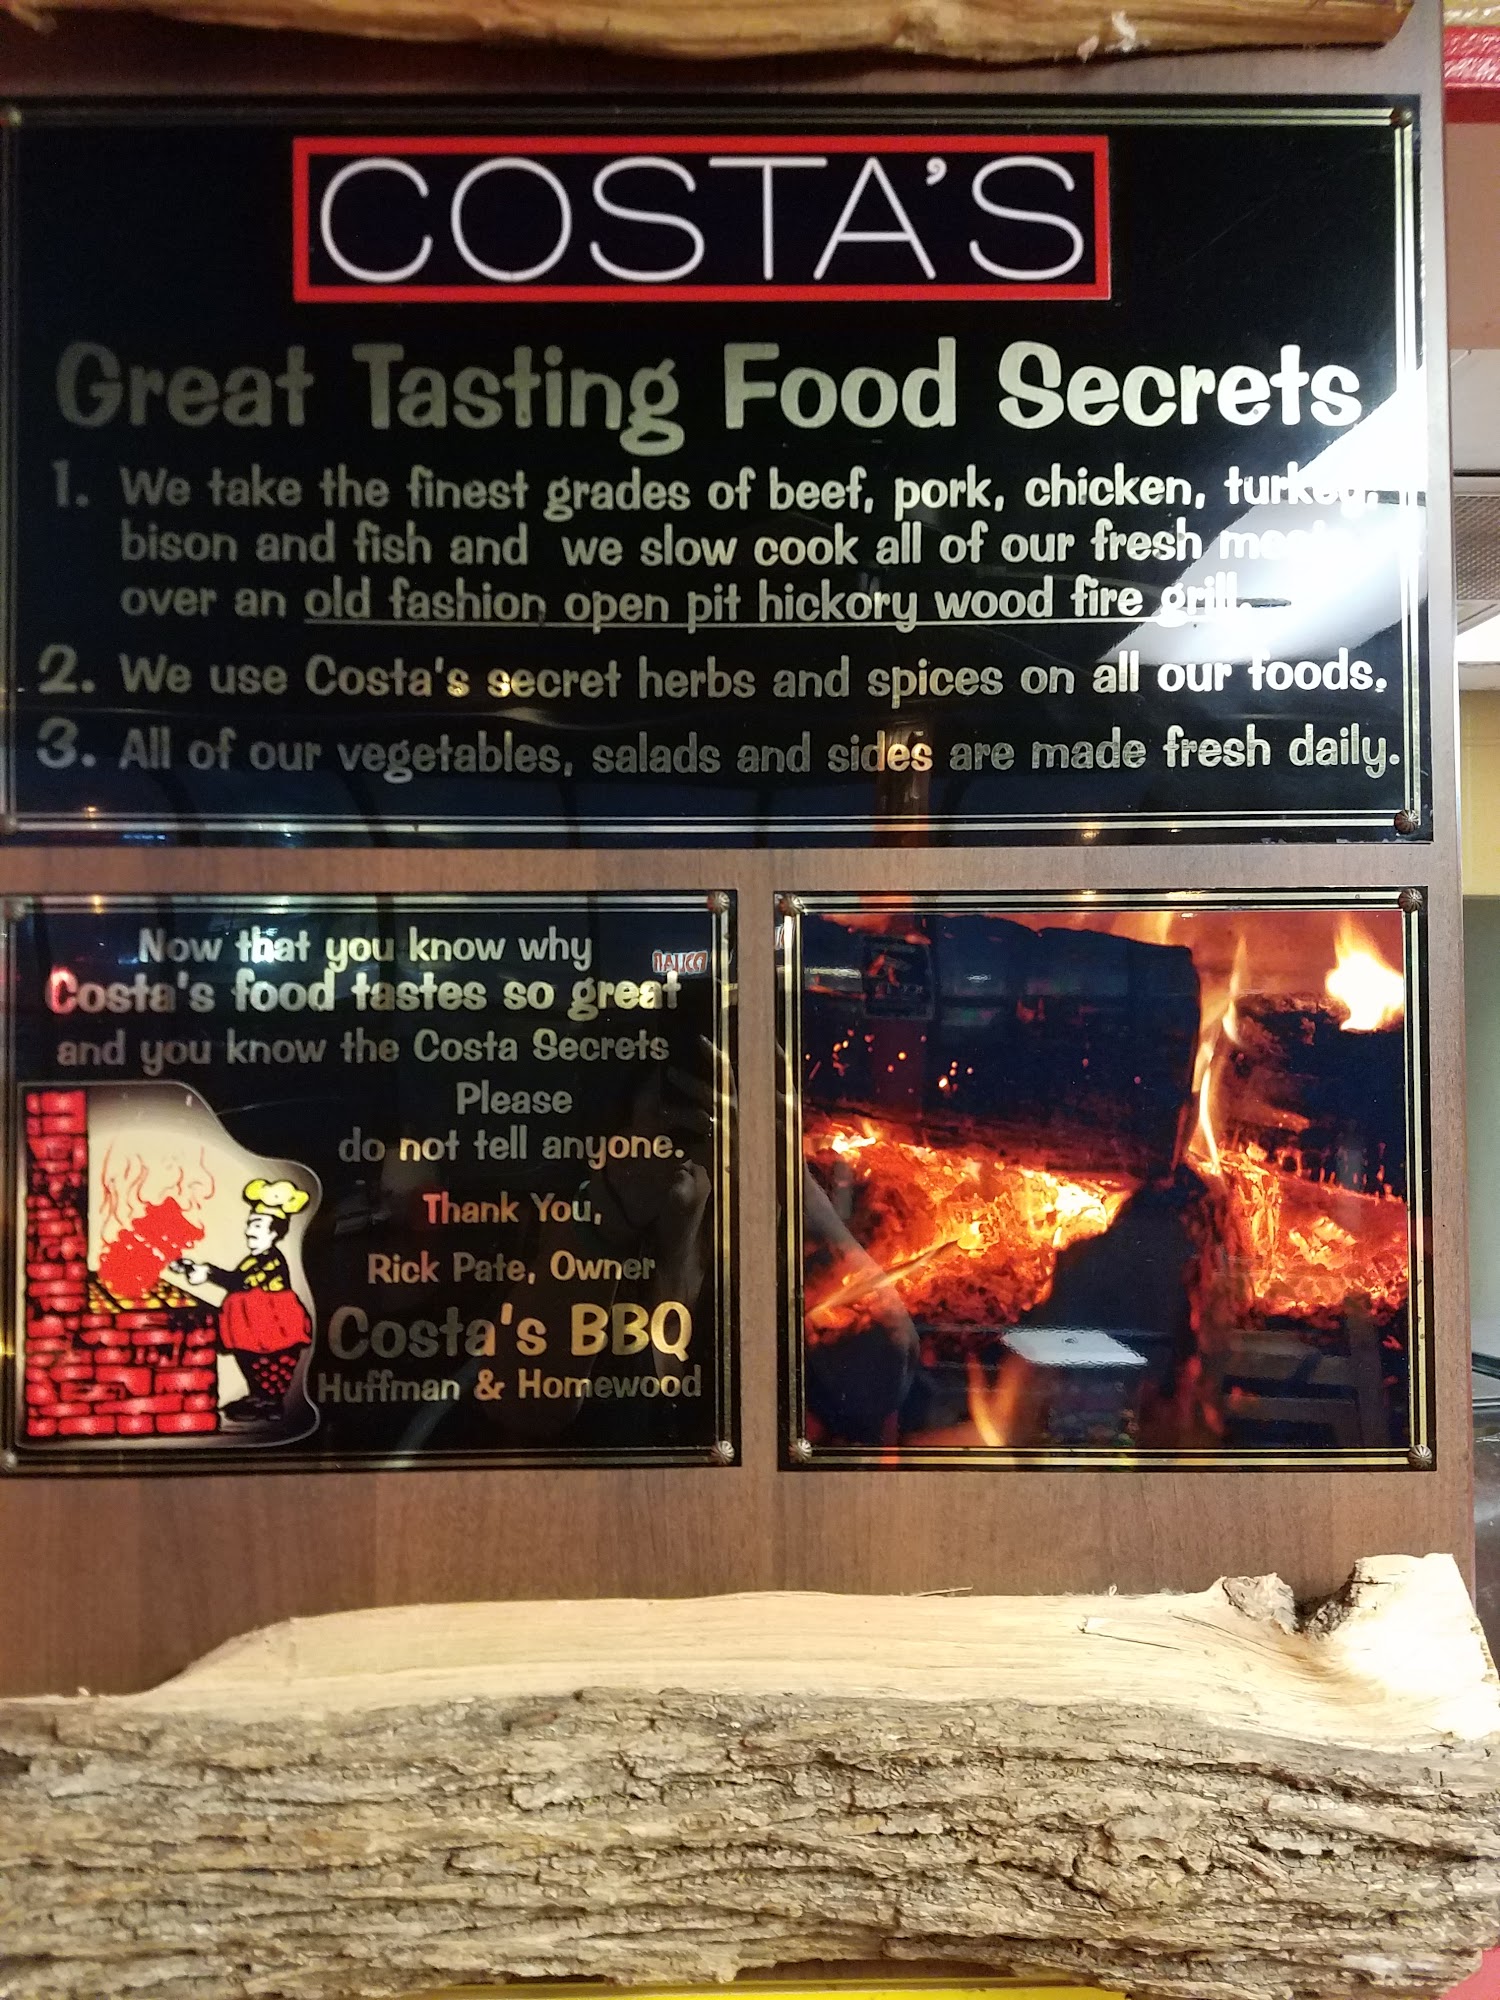 COSTA'S
Great Tasting Food Secrets
1. We take the finest grades of beef, pork, chicken, turkey,
bison and fish and we slow cook all of our fresh meats
over an old fashion open pit hickory wood fire grill.
2. We use Costa's secret herbs and spices on all our foods.
3. All of our vegetables, salads and sides are made fresh daily.
Now that you know why
Costa's food tastes so great
and you know the Costa Secrets
Please
do not tell anyone.
Thank You,
Rick Pate, Owner
Costa's BBQ
Huffman & Homewood